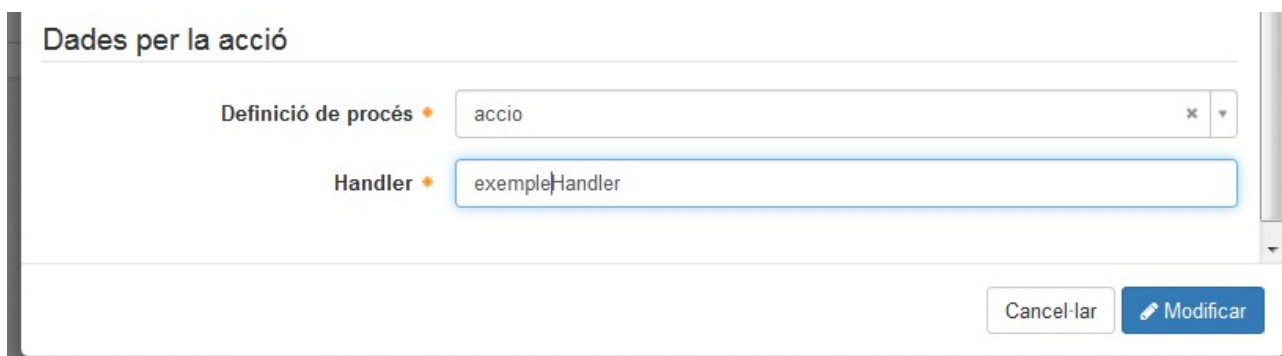 Dades per la acció
Definició de procés * accio
Handler * exempleHandler
Cancel·lar Modificar